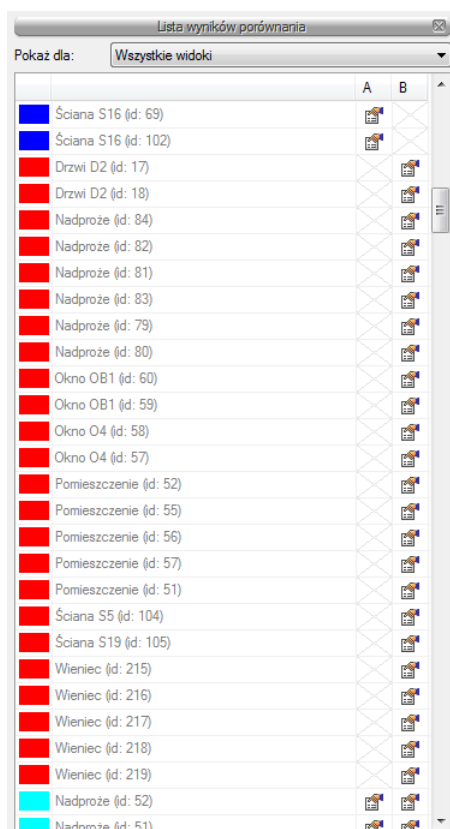 Lista wyników porównania
Pokaż dla: Wszystkie widoki
A B
Ściana S16 (id: 69)
Ściana S16 (id: 102)
Drzwi D2 (id: 17)
Drzwi D2 (id: 18)
Nadproże (id: 84)
Nadproże (id: 82)
Nadproże (id: 81)
Nadproże (id: 83)
Nadproże (id: 79)
Nadproże (id: 80)
Okno OB1 (id: 60)
Okno OB1 (id: 59)
Okno O4 (id: 58)
Okno O4 (id: 57)
Pomieszczenie (id: 52)
Pomieszczenie (id: 55)
Pomieszczenie (id: 56)
Pomieszczenie (id: 57)
Pomieszczenie (id: 51)
Ściana S5 (id: 104)
Ściana S19 (id: 105)
Wieniec (id: 215)
Wieniec (id: 216)
Wieniec (id: 217)
Wieniec (id: 218)
Wieniec (id: 219)
Nadproże (id: 52)
Nadproże (id: 51)